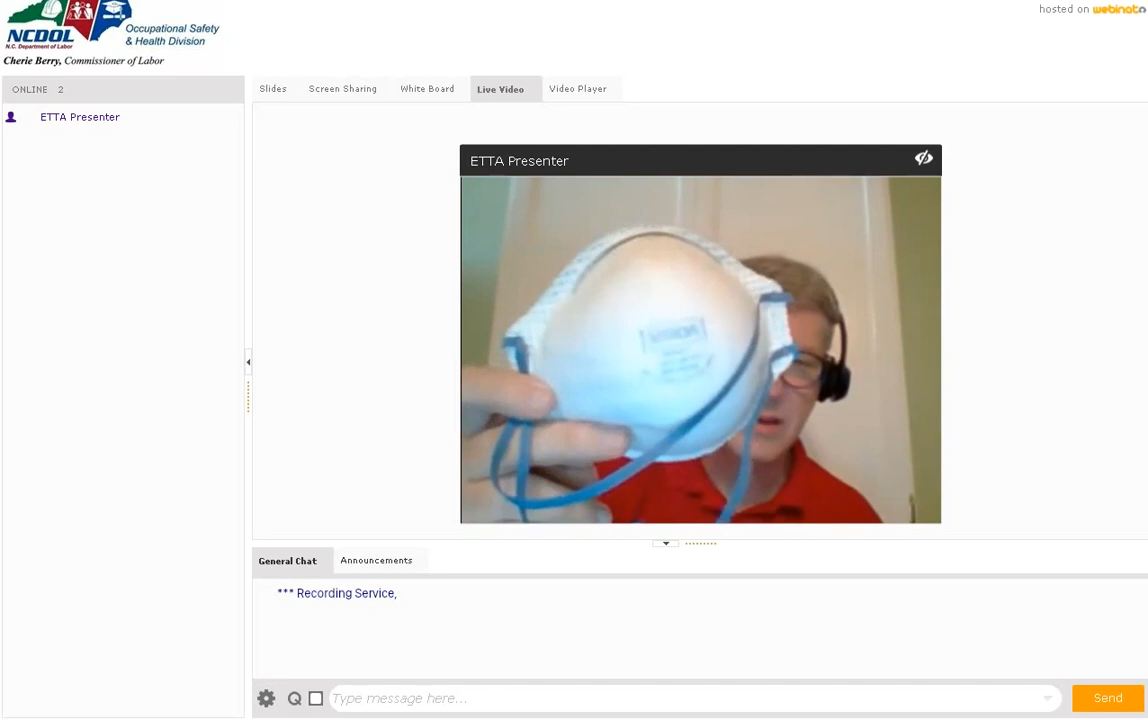 hosted on webinato
NCDOL
N.C. Department of Labor
Occupational Safety
& Health Division
Cherie Berry, Commissioner of Labor
ONLINE 2
ETTA Presenter
Slides
Screen Sharing
White Board
Live Video
Video Player
ETTA Presenter
General Chat
Announcements
*** Recording Service,
Q
Type message here...
Send